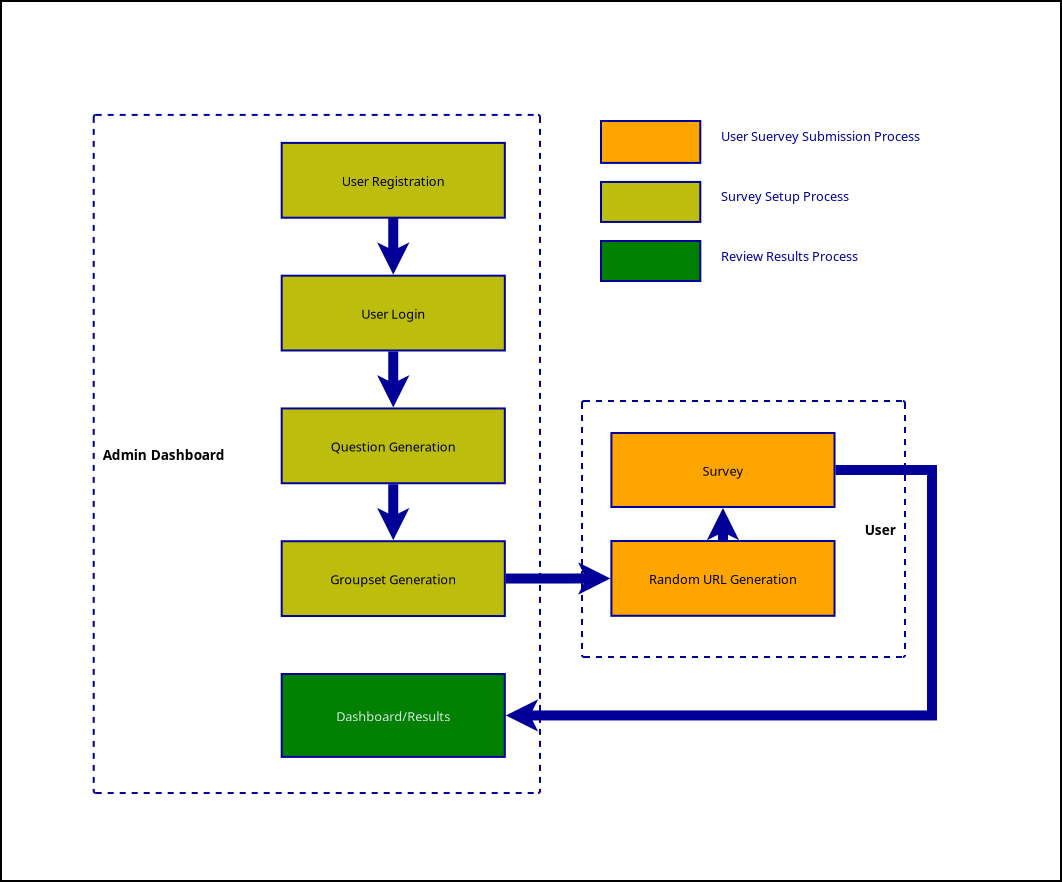 User Registration
User Login
Question Generation
Groupset Generation
Dashboard/Results
Admin Dashboard
User Suervey Submission Process
Survey Setup Process
Review Results Process
Survey
User
Random URL Generation